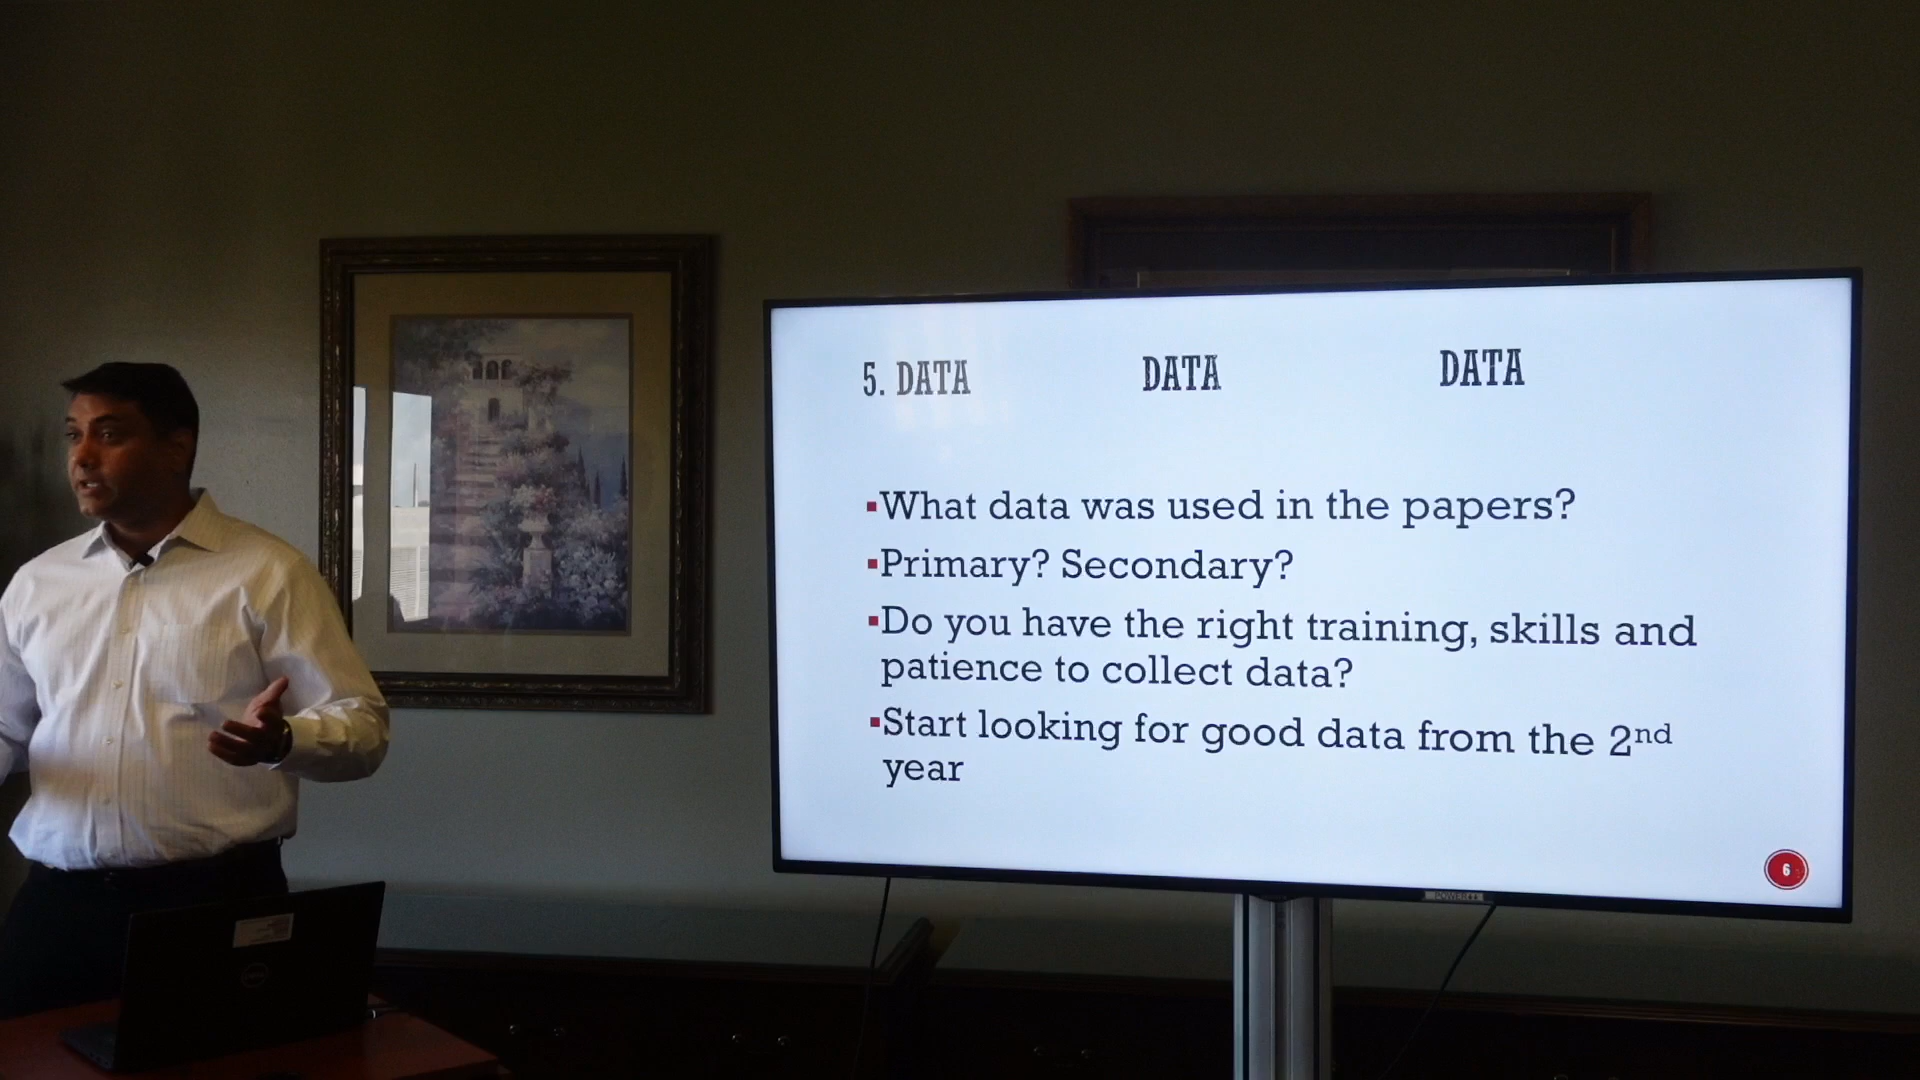 5. DATA DATA DATA
▪What data was used in the papers?
▪Primary? Secondary?
▪Do you have the right training, skills and
patience to collect data?
▪Start looking for good data from the 2nd
year
6